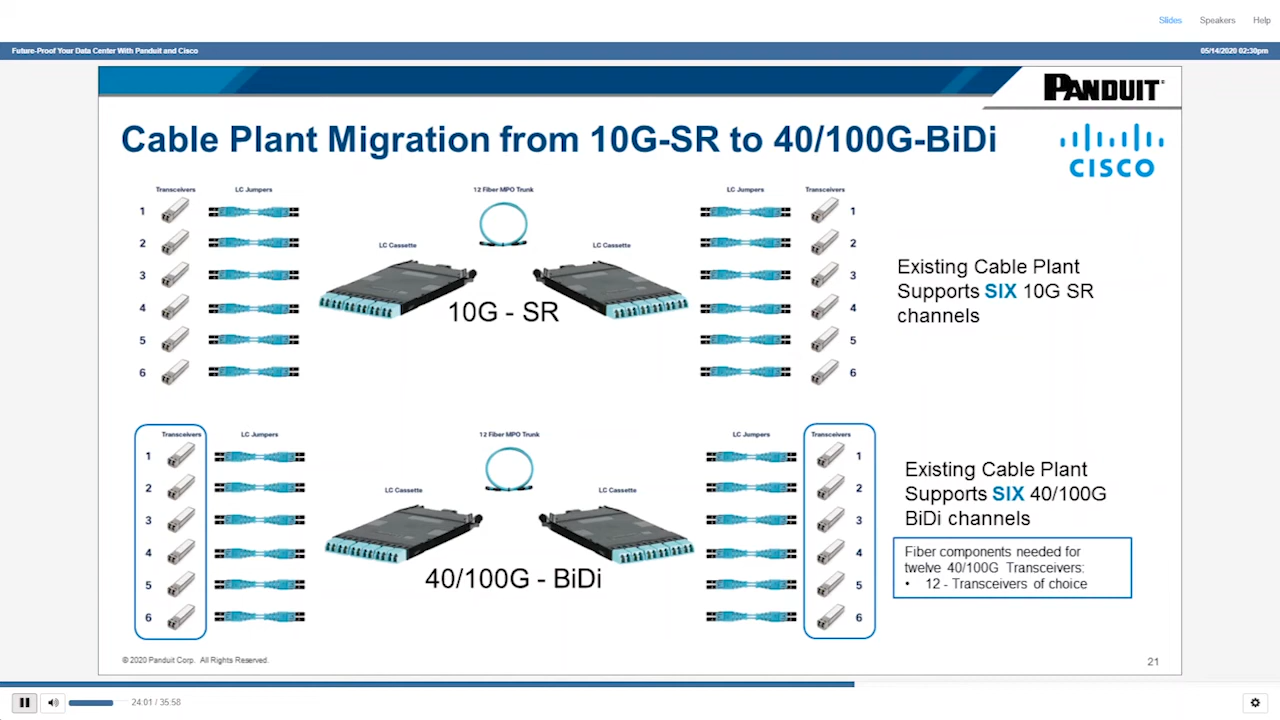 Slides Speakers Help
Future-Proof Your Data Center With Panduit and Cisco 05/14/2020 02:30pm
PANDUIT
Cable Plant Migration from 10G-SR to 40/100G-BiDi
CISCO
Transceivers LC Jumpers 12 Fiber MPO Trunk LC Jumpers Transceivers
1 1
2 2
LC Cassette LC Cassette
3 3
4 4
5 5
6 6
10G - SR
Existing Cable Plant
Supports SIX 10G SR
channels
Transceivers LC Jumpers 12 Fiber MPO Trunk LC Jumpers Transceivers
1 1
2 2
LC Cassette LC Cassette
3 3
4 4
5 5
6 6
40/100G - BiDi
Existing Cable Plant
Supports SIX 40/100G
BiDi channels
Fiber components needed for
twelve 40/100G Transceivers:
• 12 - Transceivers of choice
© 2020 Panduit Corp. All Rights Reserved.
21
24:01 / 35:58